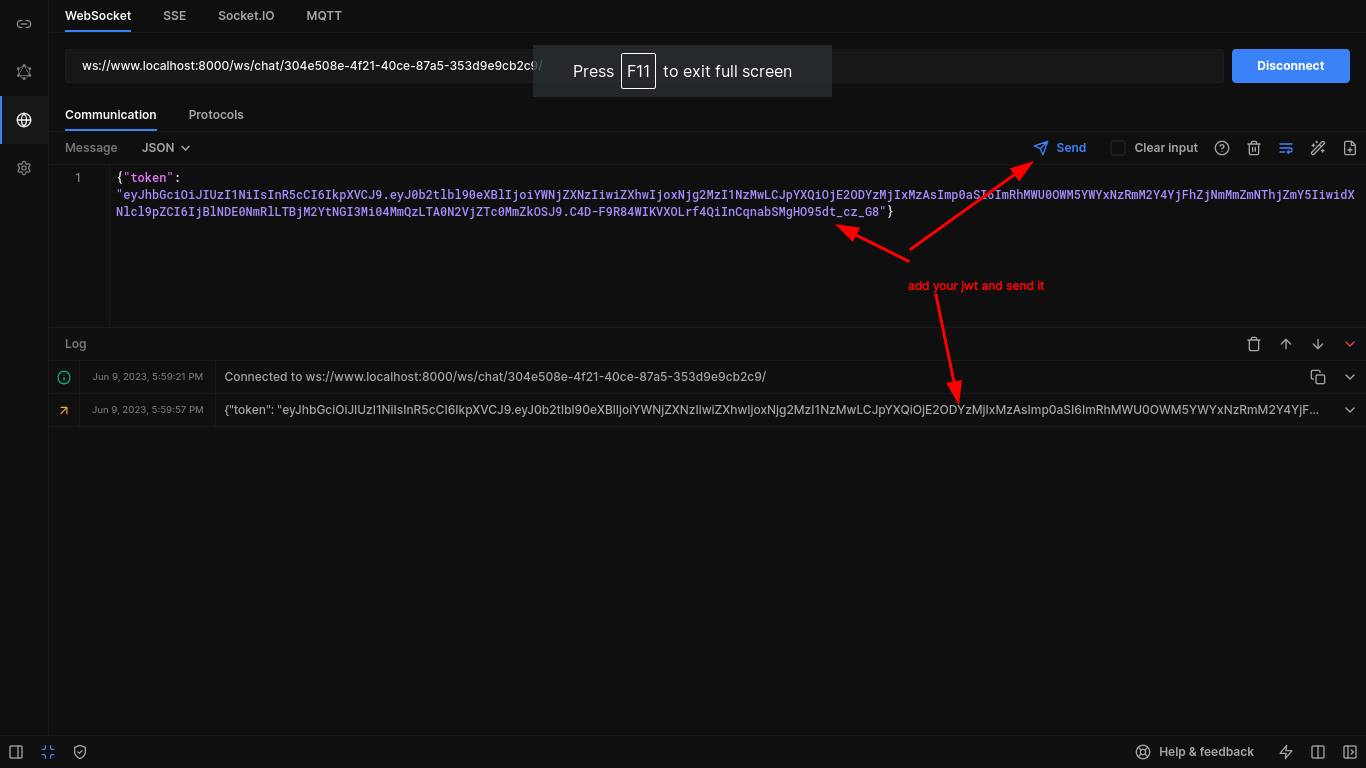 WebSocket SSE Socket.IO MQTT
ws://www.localhost:8000/ws/chat/304e508e-4f21-40ce-87a5-353d9e9cb2c9/
Disconnect
Press F11 to exit full screen
Communication Protocols
Message JSON Send Clear input
1 {"token":
"eyJhbGciOiJIUzI1NiIsInR5cCI6IkpXVCJ9.eyJ0b2tlbl90eXBlIjoiYWNjZXNzIiwiZXhwIjoxNjg2MzI1NzMwLCJpYXQiOjE2ODYzMjIxMzAsImp0aSI6ImRhMWU0OWM5YWYxNzRmM2Y4YjFhZjNmMmZmNThjZmY5IiwidX
Nlcl9pZCI6IjBlNDE0NmRlLTBjM2YtNGI3Mi04MmQzLTA0N2VjZTc0MmZkOSJ9.C4D-F9R84WIKVXOLrf4QiInCqnabSMgHO95dt_cz_G8"}
add your jwt and send it
Log
Jun 9, 2023, 5:59:21 PM Connected to ws://www.localhost:8000/ws/chat/304e508e-4f21-40ce-87a5-353d9e9cb2c9/
Jun 9, 2023, 5:59:57 PM {"token": "eyJhbGciOiJIUzI1NiIsInR5cCI6IkpXVCJ9.eyJ0b2tlbl90eXBlIjoiYWNjZXNzIiwiZXhwIjoxNjg2MzI1NzMwLCJpYXQiOjE2ODYzMjIxMzAsImp0aSI6ImRhMWU0OWM5YWYxNzRmM2Y4YjF...
Help & feedback